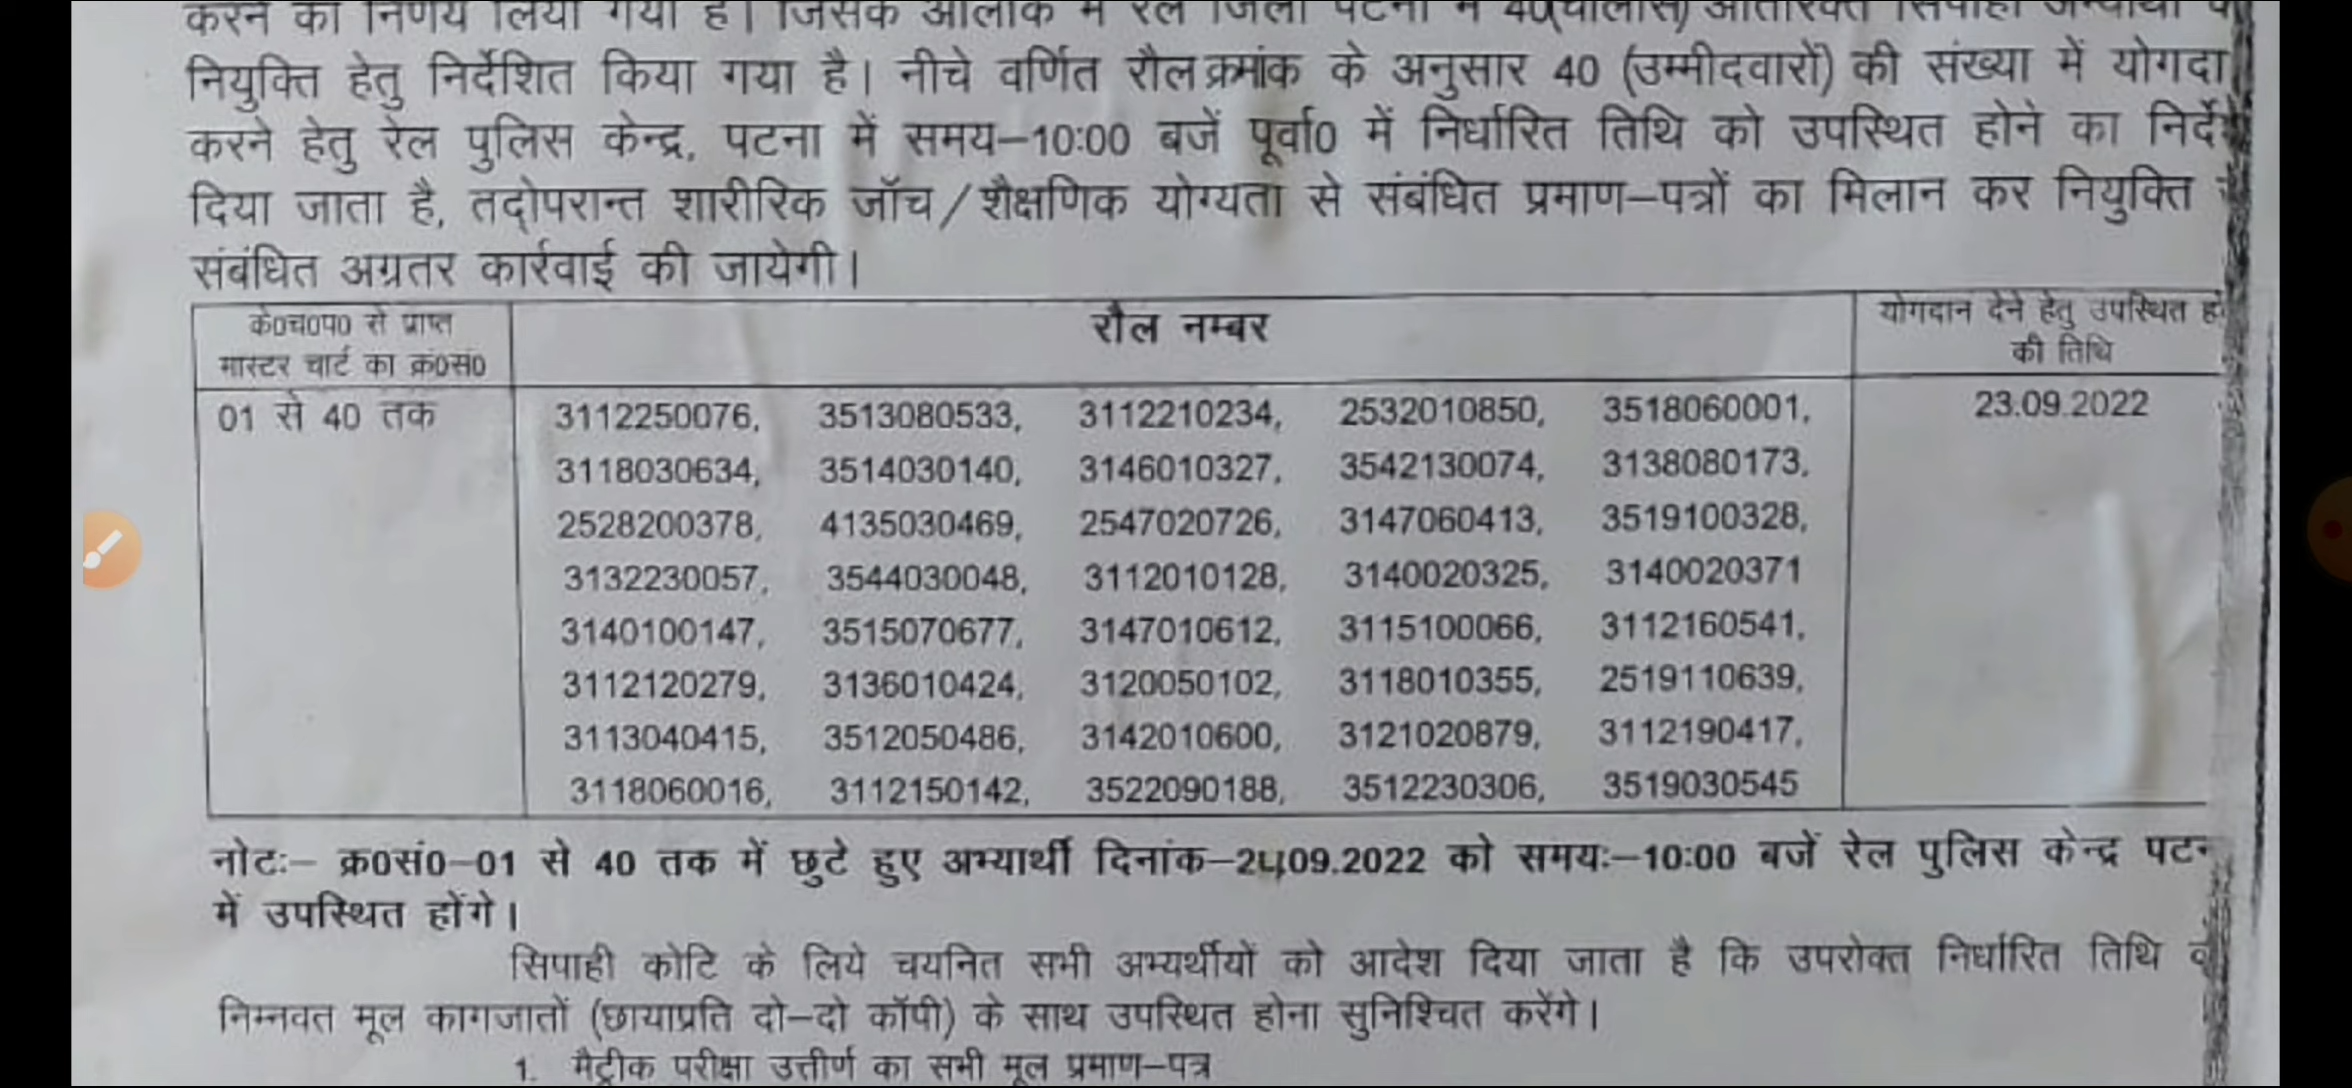 करने का निर्णय लिया गया है। जिसके आलोक में रेल जिला पटना में 40(चालीस) अतिरिक्त सिपाही अभ्यार्थी
नियुक्ति हेतु निर्देशित किया गया है। नीचे वर्णित रौल क्रमांक के अनुसार 40 (उम्मीदवारों) की संख्या में योगदा
करने हेतु रेल पुलिस केन्द्र, पटना में समय–10:00 बजें पूर्वा0 में निर्धारित तिथि को उपस्थित होने का निर्दे
दिया जाता है, तद्दोपरान्त शारीरिक जॉच/शैक्षणिक योग्यता से संबंधित प्रमाण–पत्रों का मिलान कर नियुक्ति
संबंधित अग्रतर कार्रवाई की जायेगी।
के0च0प0 से प्राप्त
मास्टर चार्ट का क्रं0सं0
रौल नम्बर
योगदान देने हेतु उपस्थित हो
की तिथि
01 से 40 तक 3112250076, 3513080533, 3112210234, 2532010850, 3518060001, 23.09.2022
3118030634, 3514030140, 3146010327, 3542130074, 3138080173,
2528200378, 4135030469, 2547020726, 3147060413, 3519100328,
3132230057, 3544030048, 3112010128, 3140020325, 3140020371
3140100147, 3515070677, 3147010612, 3115100066, 3112160541,
3112120279, 3136010424, 3120050102, 3118010355, 2519110639,
3113040415, 3512050486, 3142010600, 3121020879, 3112190417,
3118060016, 3112150142, 3522090188, 3512230306, 3519030545
नोटः– क्र0सं0–01 से 40 तक में छुटे हुए अभ्यार्थी दिनांक–24.09.2022 को समयः–10:00 बजें रेल पुलिस केन्द्र पटन
में उपस्थित होंगे।
सिपाही कोटि के लिये चयनित सभी अभ्यर्थीयों को आदेश दिया जाता है कि उपरोक्त निर्धारित तिथि
निम्नवत मूल कागजातों (छायाप्रति दो–दो कॉपी) के साथ उपस्थित होना सुनिश्चित करेंगे।
1. मैट्रीक परीक्षा उत्तीर्ण का सभी मूल प्रमाण–पत्र